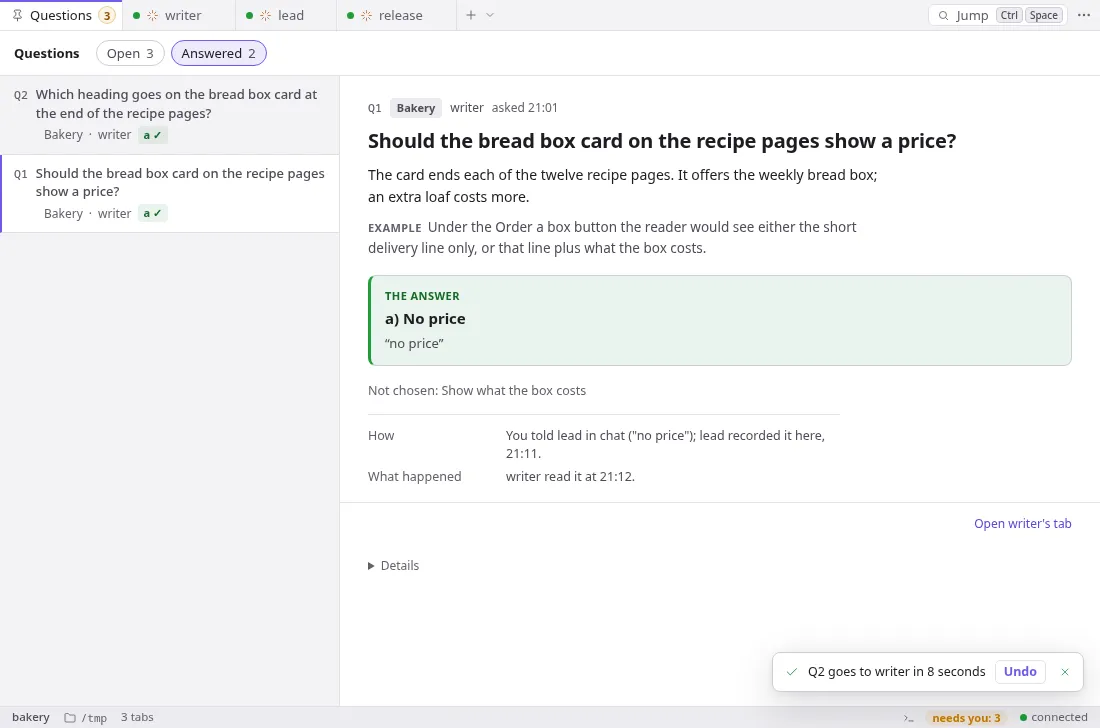 Questions 3
writer
lead
release
Jump Ctrl Space
Questions Open 3 Answered 2
Q2 Which heading goes on the bread box card at
the end of the recipe pages?
Bakery · writer a ✓
Q1 Should the bread box card on the recipe pages
show a price?
Bakery · writer a ✓
Q1 Bakery writer asked 21:01
Should the bread box card on the recipe pages show a price?
The card ends each of the twelve recipe pages. It offers the weekly bread box;
an extra loaf costs more.
EXAMPLE Under the Order a box button the reader would see either the short
delivery line only, or that line plus what the box costs.
THE ANSWER
a) No price
“no price”
Not chosen: Show what the box costs
How You told lead in chat ("no price"); lead recorded it here,
21:11.
What happened writer read it at 21:12.
Open writer's tab
Details
Q2 goes to writer in 8 seconds Undo
bakery /tmp 3 tabs needs you: 3 connected